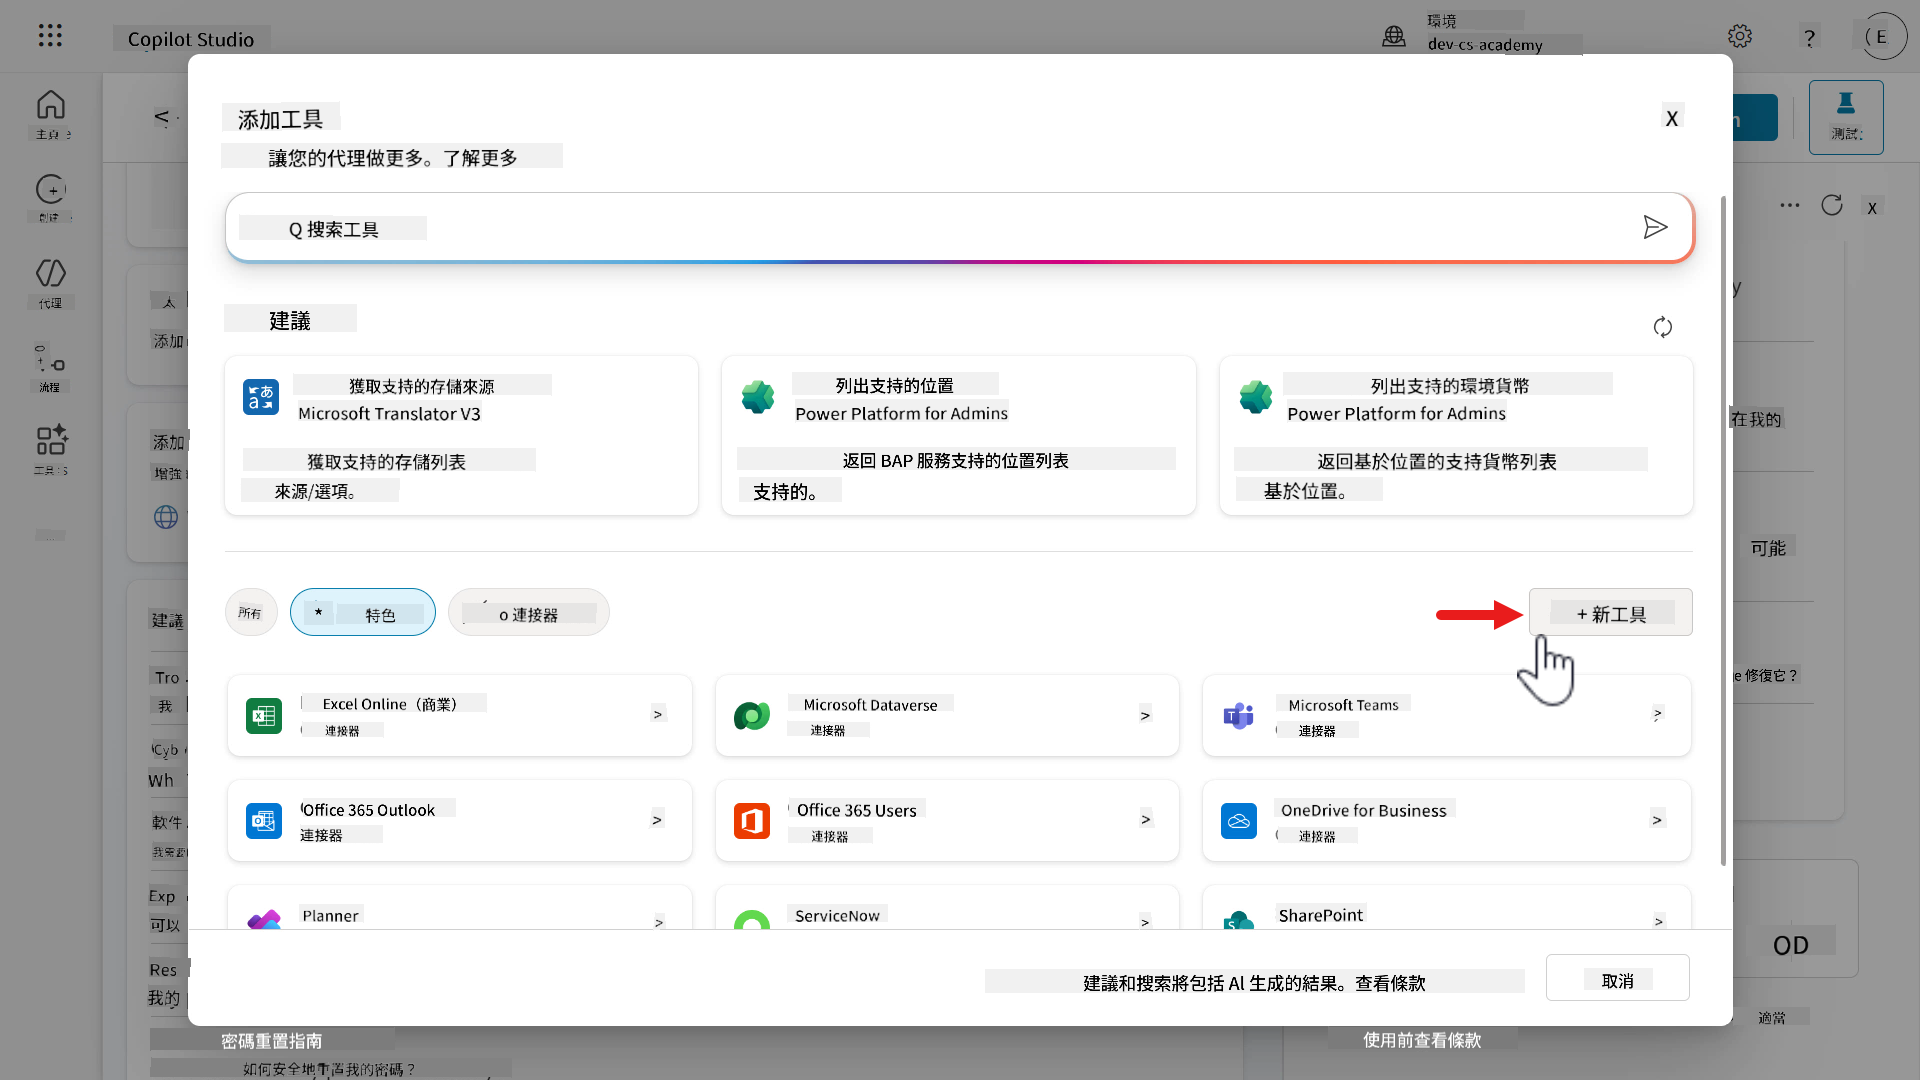 Copilot Studio
環境
dev-cs-academy
?
E
主頁
創建
代理
流程
工具
測試
添加工具
X
讓您的代理做更多。了解更多
搜索工具
建議
獲取支持的存儲來源
Microsoft Translator V3
獲取支持的存儲列表
來源/選項。
列出支持的位置
Power Platform for Admins
返回 BAP 服務支持的位置列表
支持的。
列出支持的環境貨幣
Power Platform for Admins
返回基於位置的支持貨幣列表
基於位置。
所有
* 特色
o 連接器
+ 新工具
Excel Online（商業）
連接器
>
Microsoft Dataverse
連接器
>
Microsoft Teams
連接器
>
Office 365 Outlook
連接器
>
Office 365 Users
連接器
>
OneDrive for Business
連接器
>
Planner
>
ServiceNow
>
SharePoint
>
建議和搜索將包括 AI 生成的結果。查看條款
取消
添加
添加
增強
建議
Tro
我
Cyb
Wh
軟件
我需要
Exp
可以
Res
我的
密碼重置指南
如何安全地重置我的密碼？
X
在我的
可能
修復它？
OD
適當
使用前查看條款